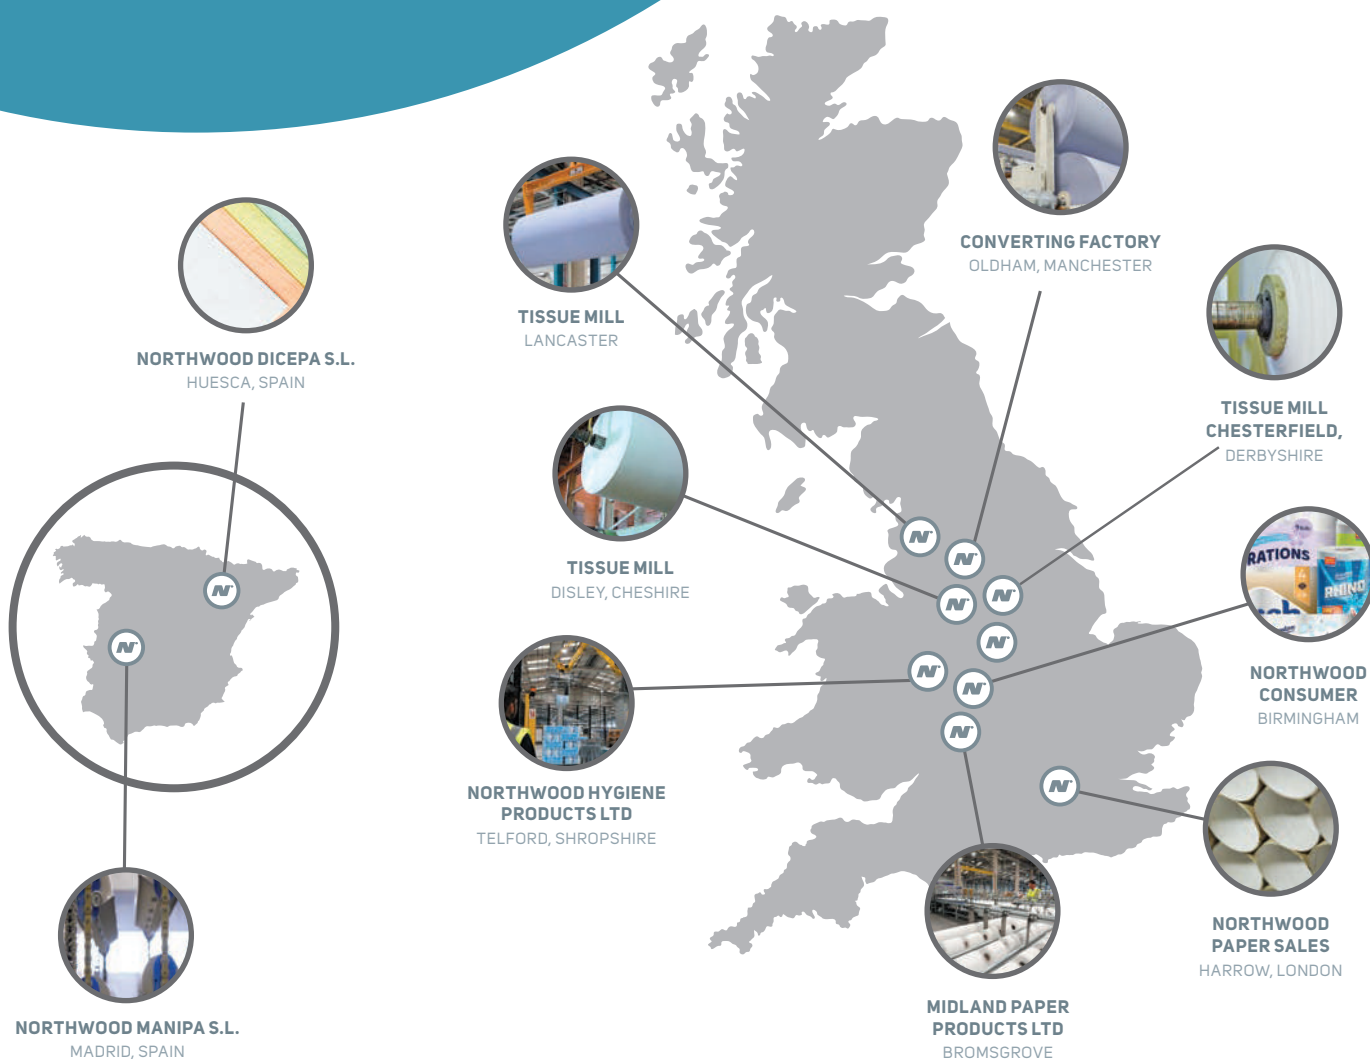 CONVERTING FACTORY
OLDHAM, MANCHESTER
TISSUE MILL
LANCASTER
NORTHWOOD DICEPA S.L.
HUESCA, SPAIN
TISSUE MILL
CHESTERFIELD,
DERBYSHIRE
TISSUE MILL
DISLEY, CHESHIRE
RATIONS
RHINO
NORTHWOOD
CONSUMER
BIRMINGHAM
NORTHWOOD HYGIENE
PRODUCTS LTD
TELFORD, SHROPSHIRE
NORTHWOOD
PAPER SALES
HARROW, LONDON
MIDLAND PAPER
PRODUCTS LTD
BROMSGROVE
NORTHWOOD MANIPA S.L.
MADRID, SPAIN
N
N
N
N
N
N
N
N
N
N
N